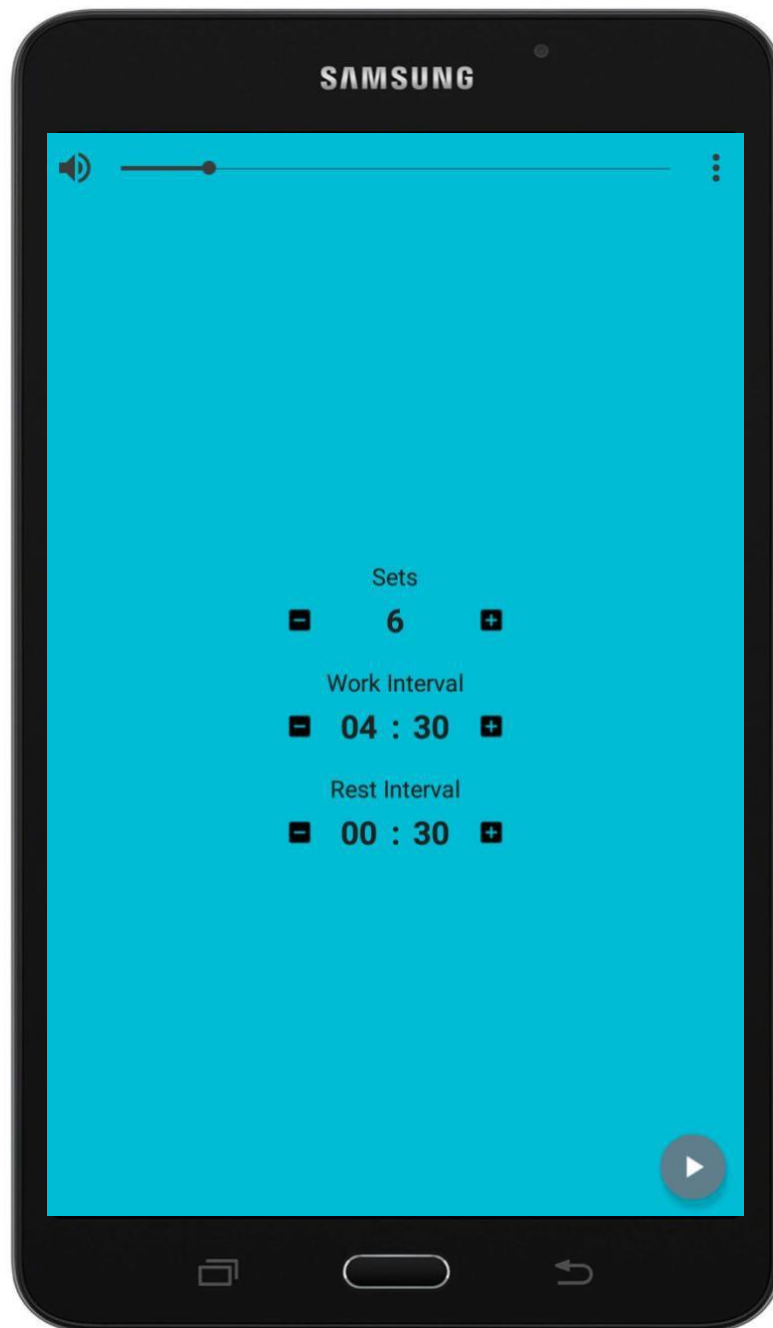 SAMSUNG
Sets
6
Work Interval
04 : 30
Rest Interval
00 : 30